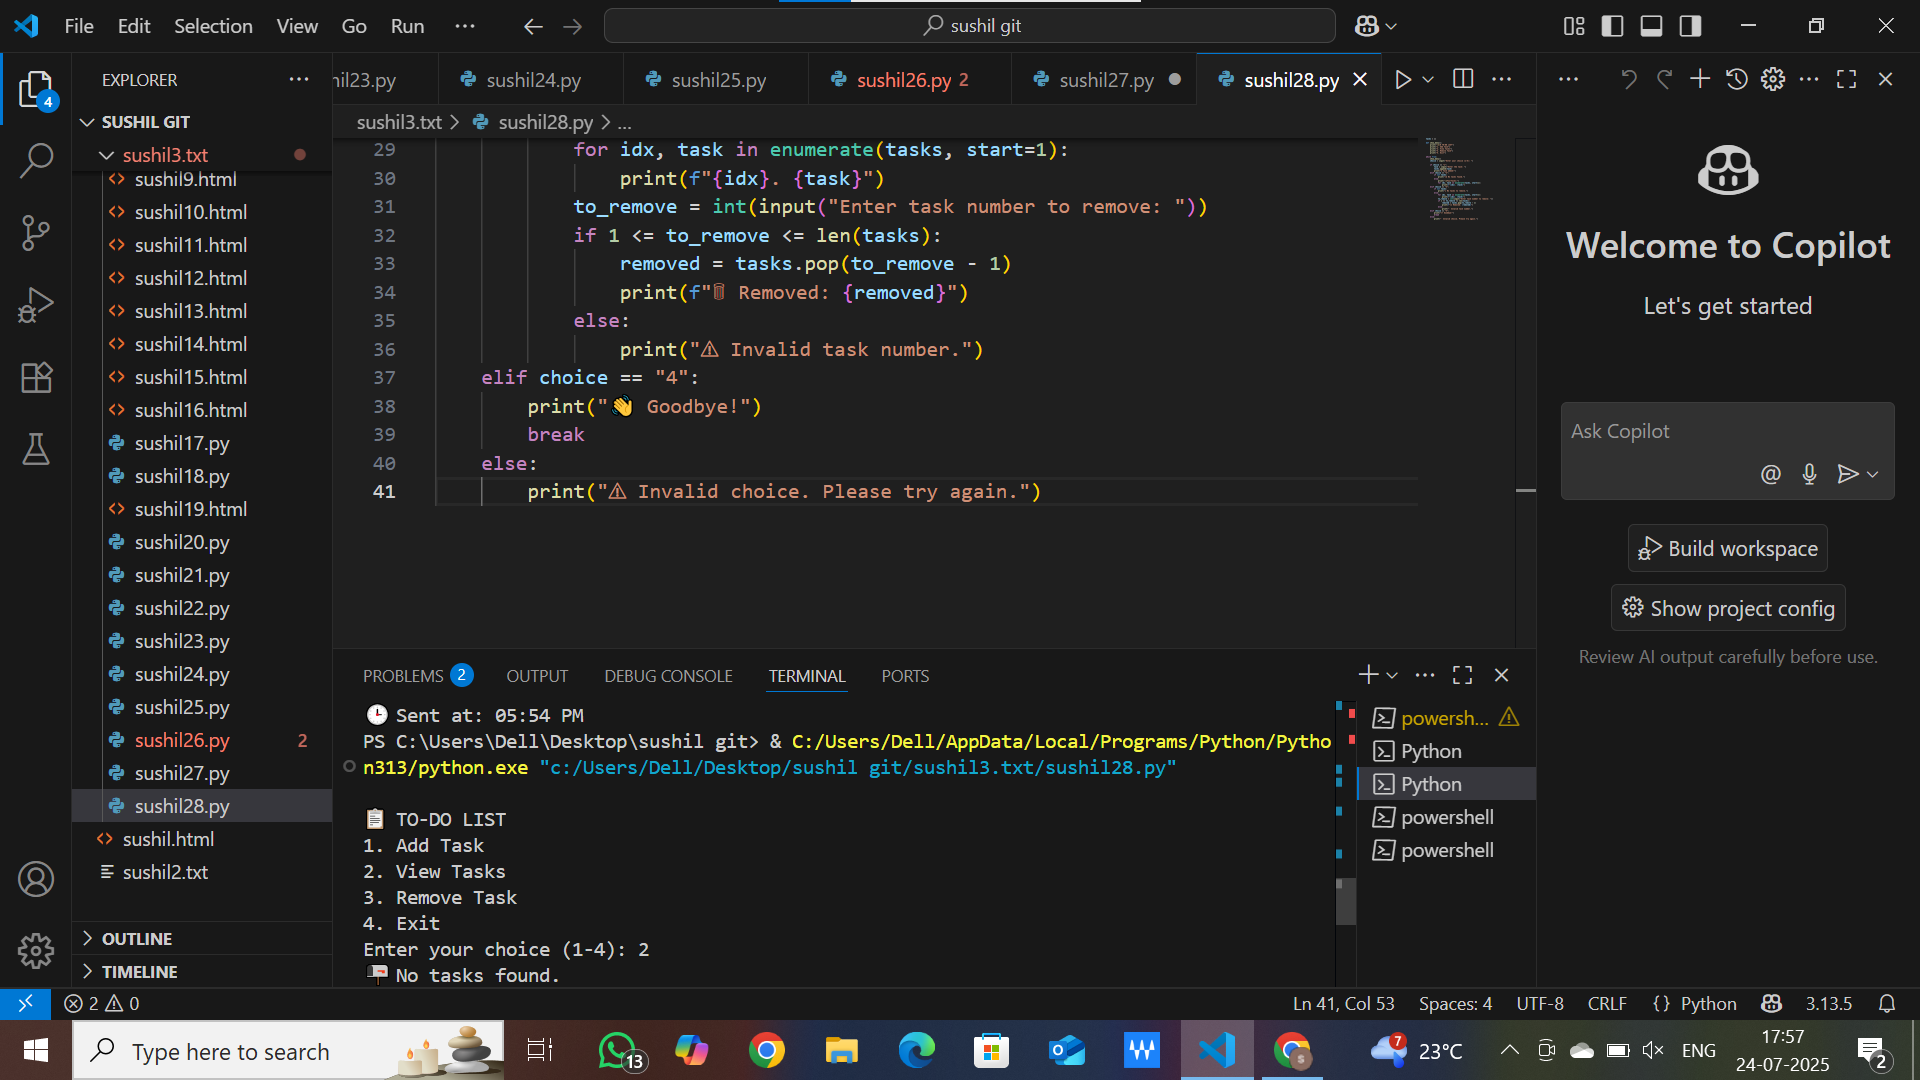 File Edit Selection View Go Run ...
sushil git
EXPLORER
SUSHIL GIT
sushil3.txt
sushil9.html
sushil10.html
sushil11.html
sushil12.html
sushil13.html
sushil14.html
sushil15.html
sushil16.html
sushil17.py
sushil18.py
sushil19.html
sushil20.py
sushil21.py
sushil22.py
sushil23.py
sushil24.py
sushil25.py
sushil26.py 2
sushil27.py
sushil28.py
sushil.html
sushil2.txt
OUTLINE
TIMELINE
4
hil23.py sushil24.py sushil25.py sushil26.py 2 sushil27.py sushil28.py
sushil3.txt > sushil28.py > ...
29 for idx, task in enumerate(tasks, start=1):
30 print(f"{idx}. {task}")
31 to_remove = int(input("Enter task number to remove: "))
32 if 1 <= to_remove <= len(tasks):
33 removed = tasks.pop(to_remove - 1)
34 print(f"🗑 Removed: {removed}")
35 else:
36 print("⚠ Invalid task number.")
37 elif choice == "4":
38 print("👋 Goodbye!")
39 break
40 else:
41 print("⚠ Invalid choice. Please try again.")
PROBLEMS 2 OUTPUT DEBUG CONSOLE TERMINAL PORTS
🕒 Sent at: 05:54 PM
PS C:\Users\Dell\Desktop\sushil git> & C:/Users/Dell/AppData/Local/Programs/Python/Pytho
n313/python.exe "c:/Users/Dell/Desktop/sushil git/sushil3.txt/sushil28.py"
📋 TO-DO LIST
1. Add Task
2. View Tasks
3. Remove Task
4. Exit
Enter your choice (1-4): 2
📭 No tasks found.
powersh...
Python
Python
powershell
powershell
Welcome to Copilot
Let's get started
Ask Copilot
Build workspace
Show project config
Review AI output carefully before use.
2 0
Ln 41, Col 53 Spaces: 4 UTF-8 CRLF {} Python 3.13.5
Type here to search
13
7
23°C
ENG
17:57
24-07-2025
2